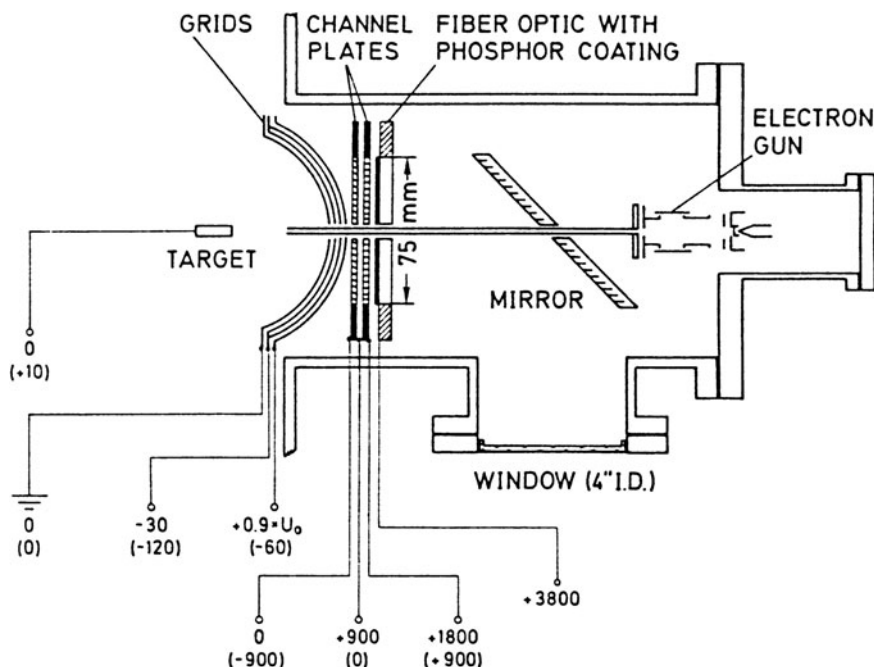 GRIDS
CHANNEL
PLATES
FIBER OPTIC WITH
PHOSPHOR COATING
ELECTRON
GUN
75 mm
TARGET
MIRROR
0
(+10)
WINDOW (4" I.D.)
0
(0)
-30
(-120)
+0.9*U₀
(-60)
+3800
0
(-900)
+900
(0)
+1800
(+900)